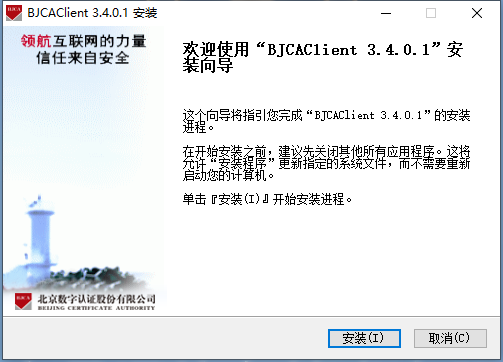 BJCAClient 3.4.0.1 安装
领航互联网的力量
信任来自安全
欢迎使用“BJCAClient 3.4.0.1”安
装向导
这个向导将指引你完成“BJCAClient 3.4.0.1”的安装
进程。
在开始安装之前，建议先关闭其他所有应用程序。这将
允许“安装程序”更新指定的系统文件，而不需要重新
启动您的计算机。
单击『安装(I)』开始安装进程。
BJCA
北京数字认证股份有限公司
BEIJING CERTIFICATE AUTHORITY
安装(I)
取消(C)